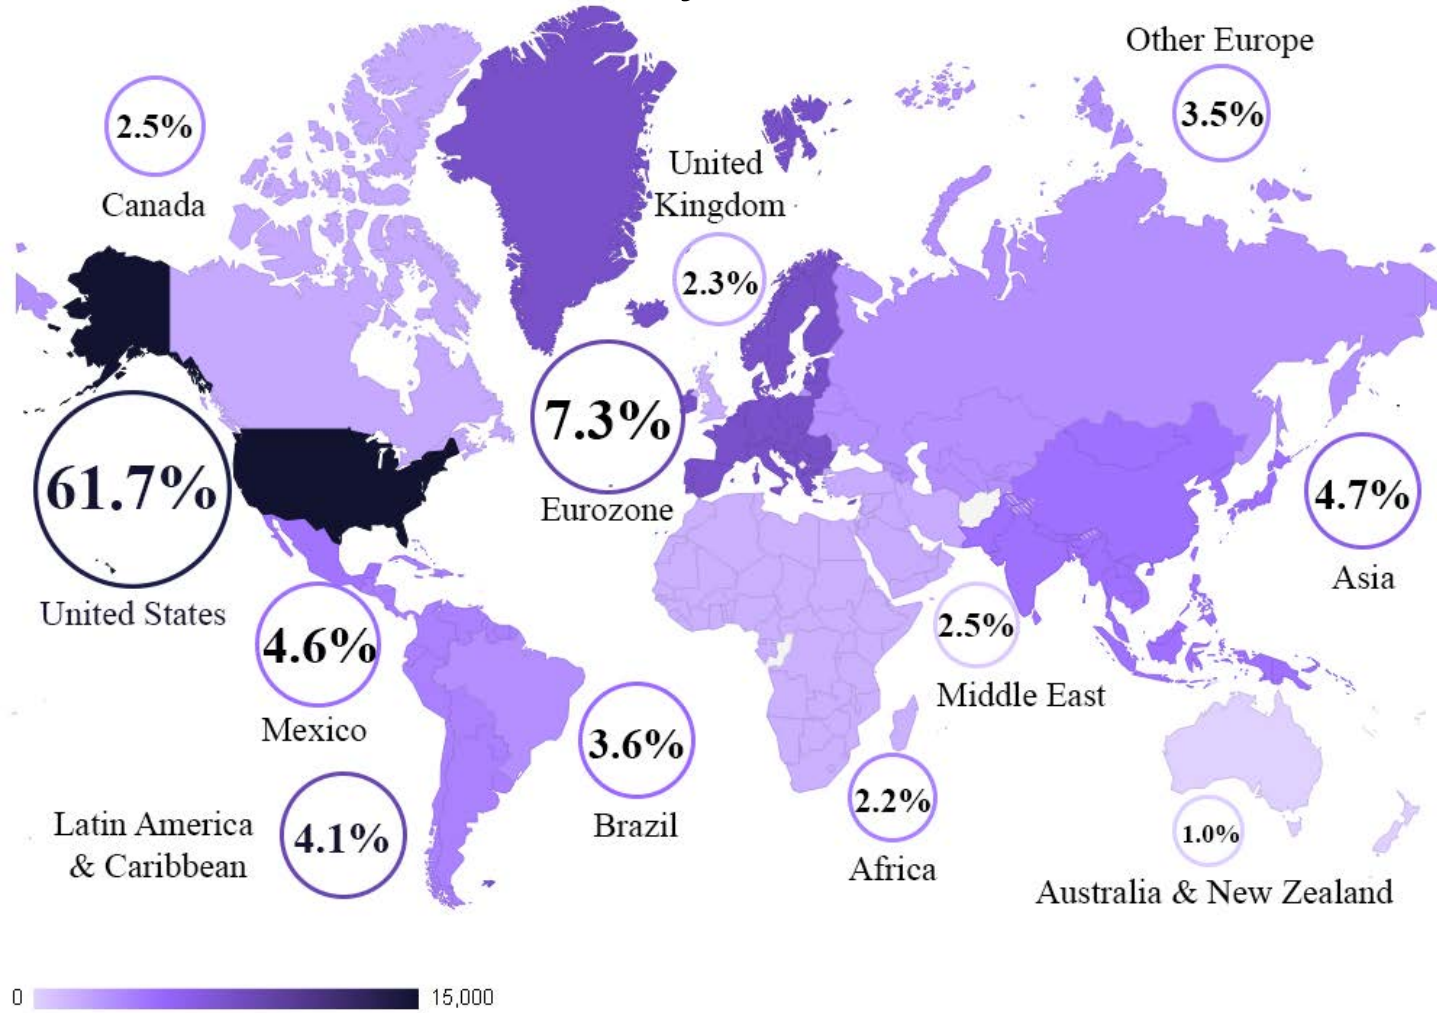 Other Europe
3.5%
2.5%
Canada
United
Kingdom
2.3%
7.3%
Eurozone
61.7%
United States
4.7%
Asia
4.6%
Mexico
2.5%
Middle East
3.6%
Brazil
Latin America
& Caribbean
4.1%
2.2%
Africa
1.0%
Australia & New Zealand
0
15,000